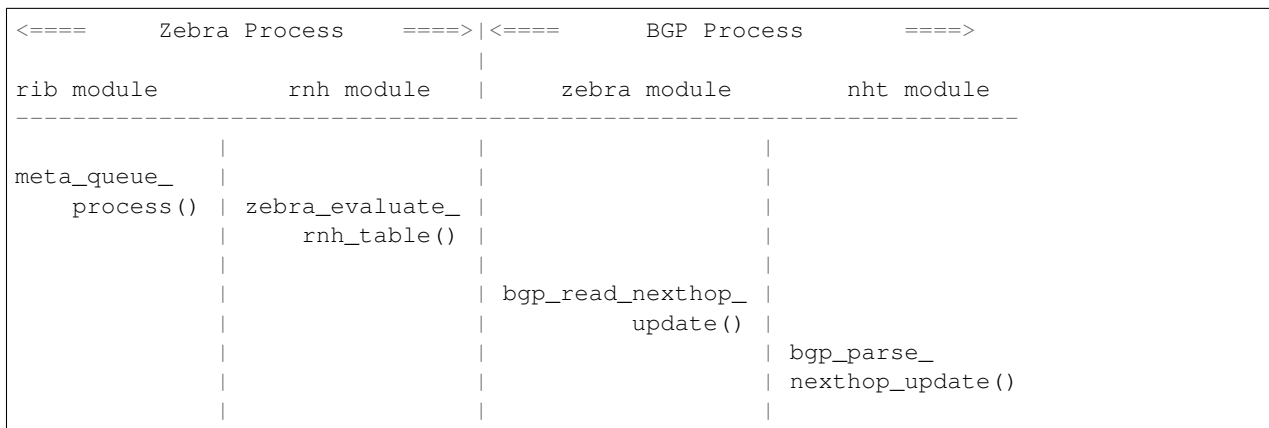 <==== Zebra Process ====>|<==== BGP Process ====>
|
rib module rnh module | zebra module nht module
----------------------------------------------------------------------
| | |
meta_queue_ | | |
process() | zebra_evaluate_ | |
| rnh_table() | |
| | |
| | bgp_read_nexthop_ |
| | update() |
| | | bgp_parse_
| | | nexthop_update()
| | |